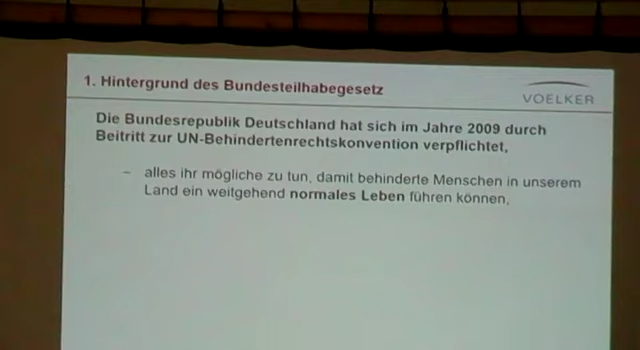 1. Hintergrund des Bundesteilhabegesetz
VOELKER
Die Bundesrepublik Deutschland hat sich im Jahre 2009 durch
Beitritt zur UN-Behindertenrechtskonvention verpflichtet,
– alles ihr mögliche zu tun, damit behinderte Menschen in unserem
Land ein weitgehend normales Leben führen können,